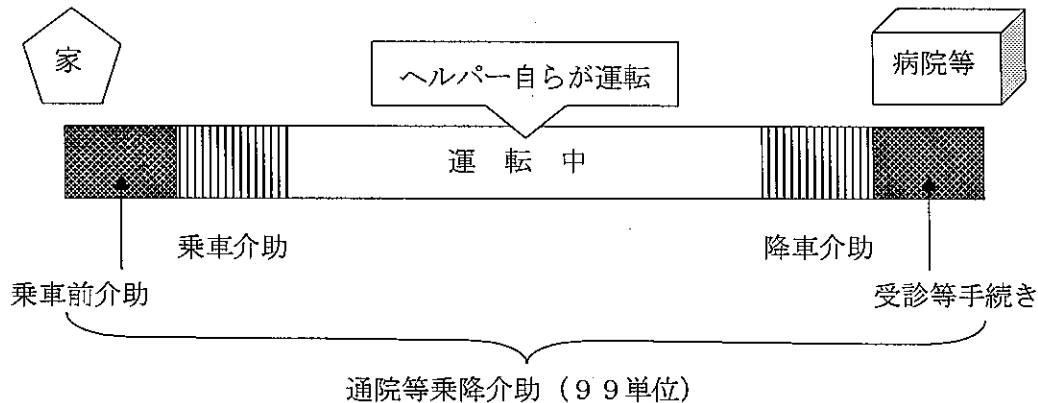 家
病院等
ヘルパー自らが運転
運転中
乗車介助
降車介助
乗車前介助
受診等手続き
通院等乗降介助（９９単位）